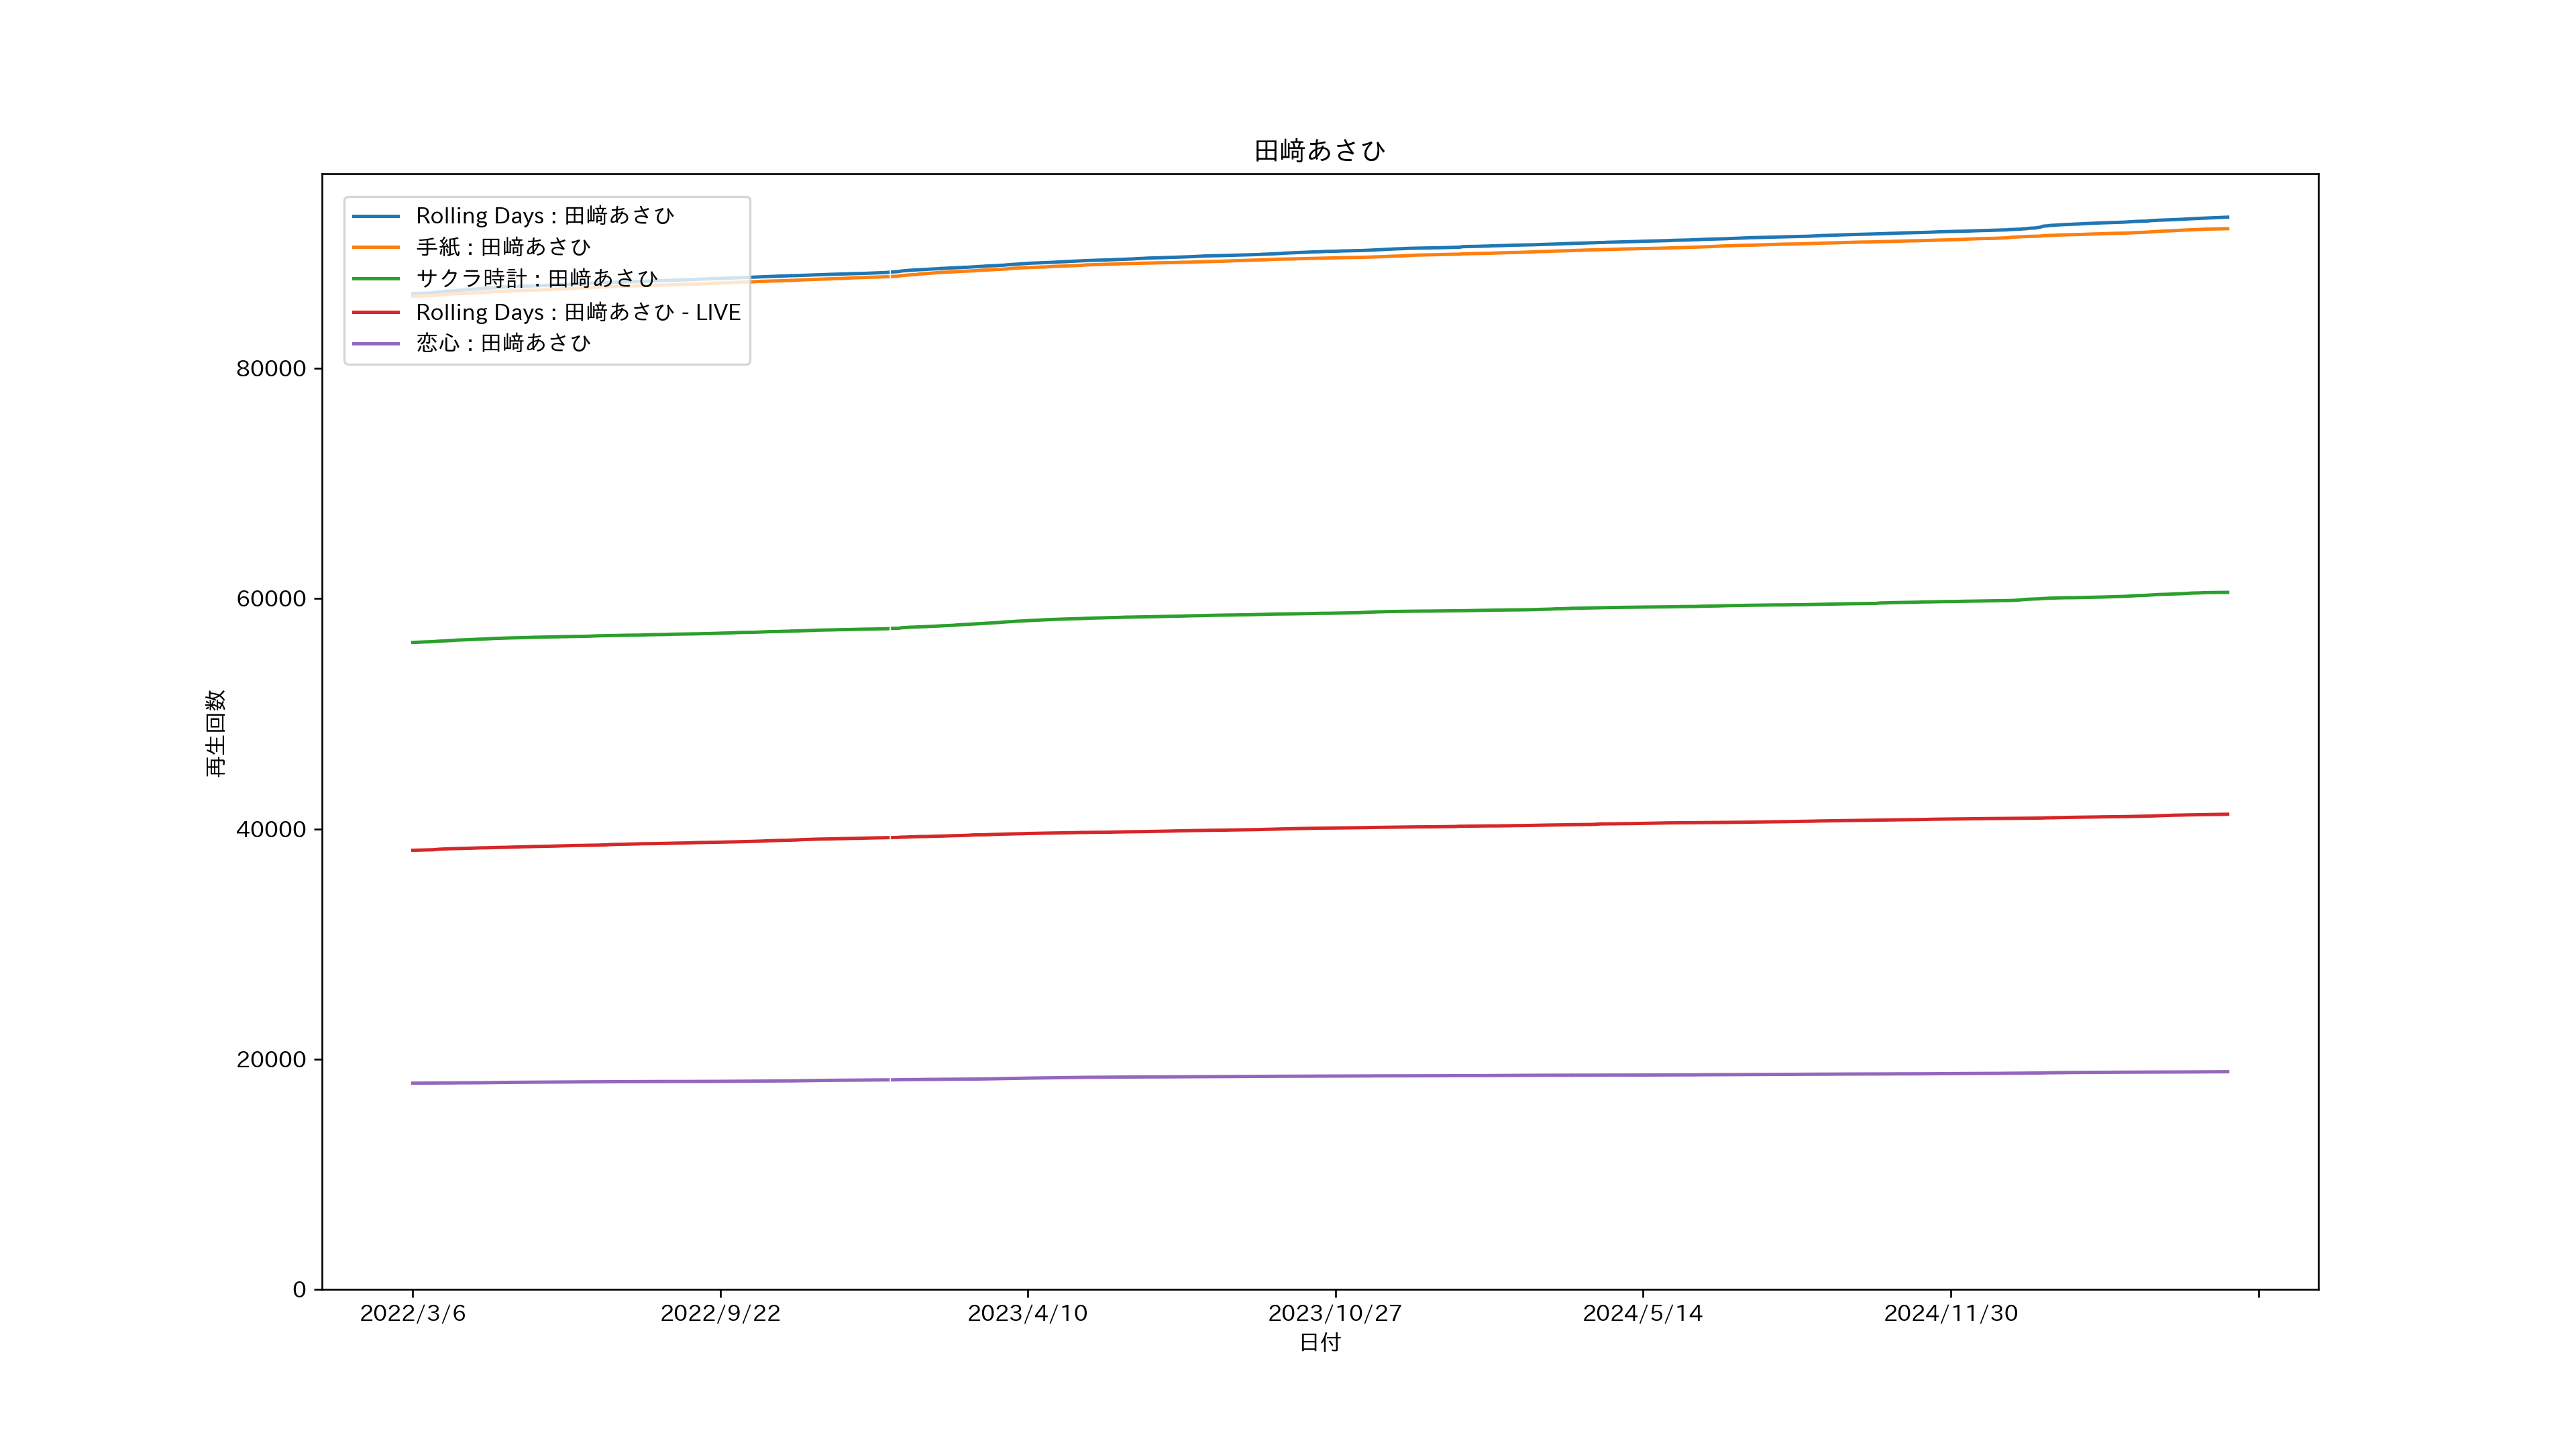 田﨑あさひ
Rolling Days : 田﨑あさひ
手紙 : 田﨑あさひ
サクラ時計 : 田﨑あさひ
Rolling Days : 田﨑あさひ - LIVE
恋心 : 田﨑あさひ
80000
60000
40000
20000
0
再生回数
2022/3/6 2022/9/22 2023/4/10 2023/10/27 2024/5/14 2024/11/30
日付